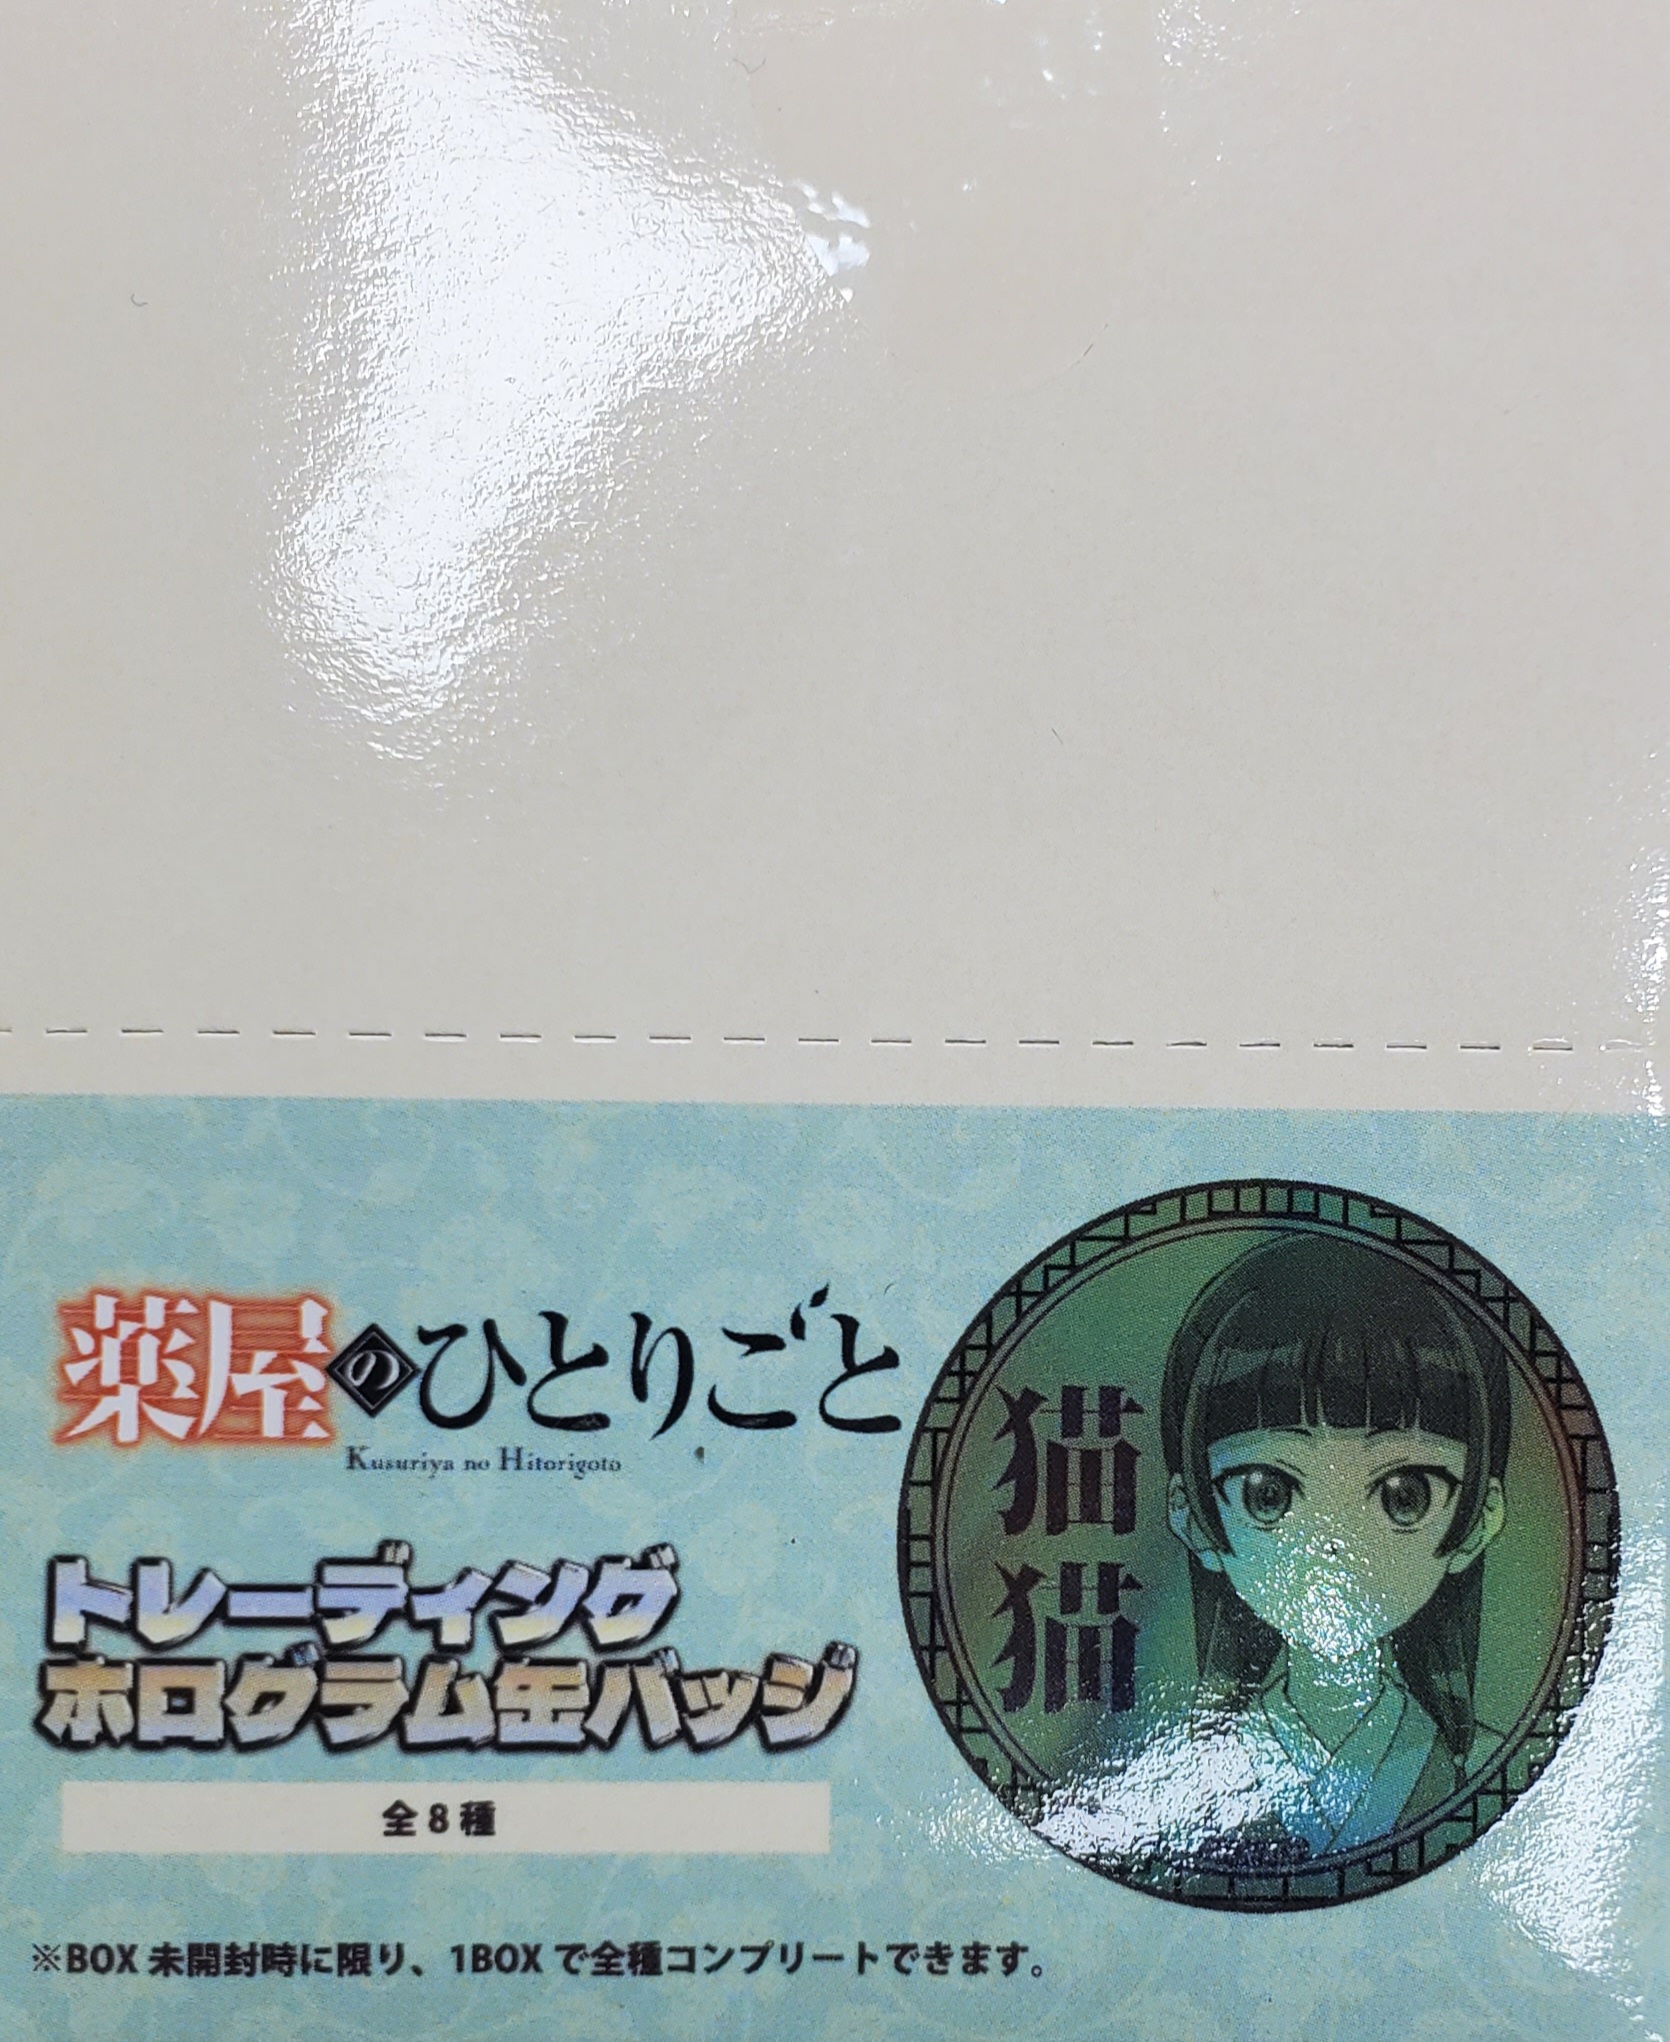 薬屋のひとりごと
Kusuriya no Hitorigoto
トレーディング
ホログラム缶バッジ
全8種
猫猫
※BOX未開封時に限り、1BOXで全種コンプリートできます。